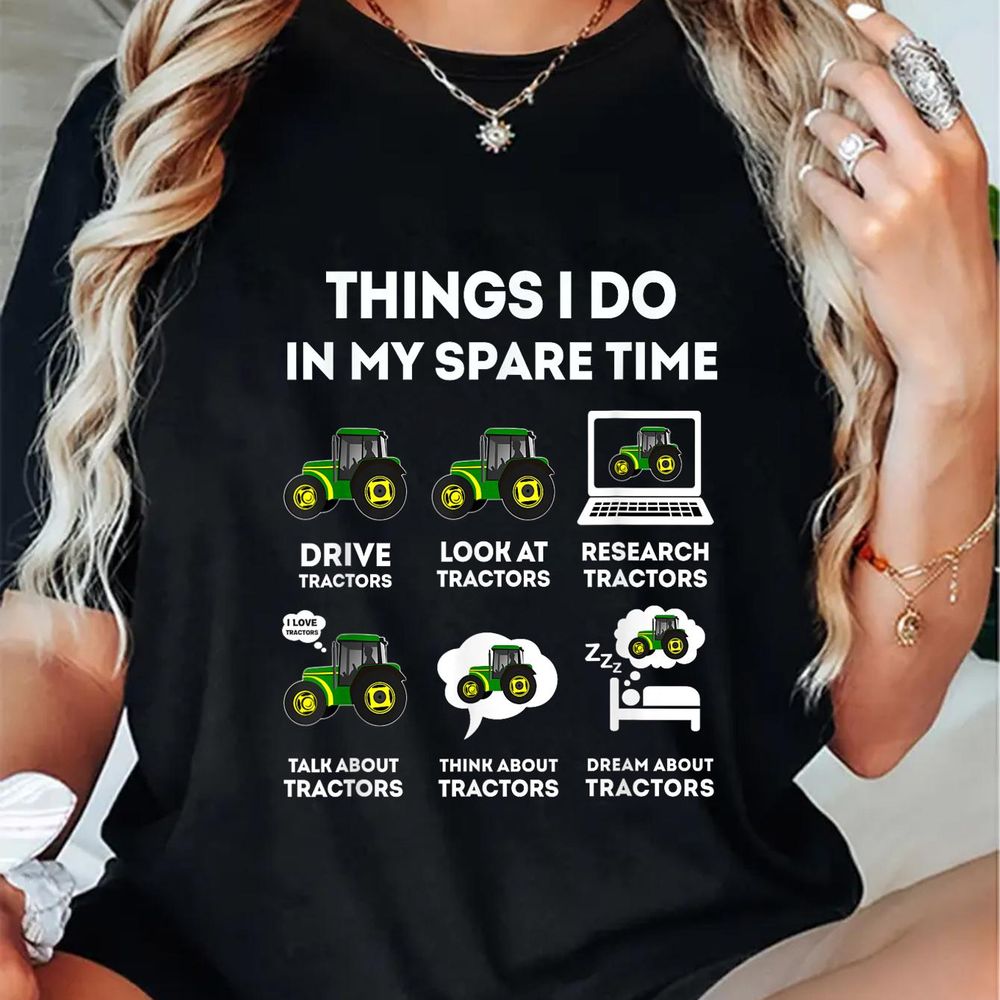 THINGS I DO
IN MY SPARE TIME
DRIVE
TRACTORS
LOOK AT
TRACTORS
RESEARCH
TRACTORS
I LOVE
TRACTORS
TALK ABOUT
TRACTORS
THINK ABOUT
TRACTORS
ZZZ
DREAM ABOUT
TRACTORS